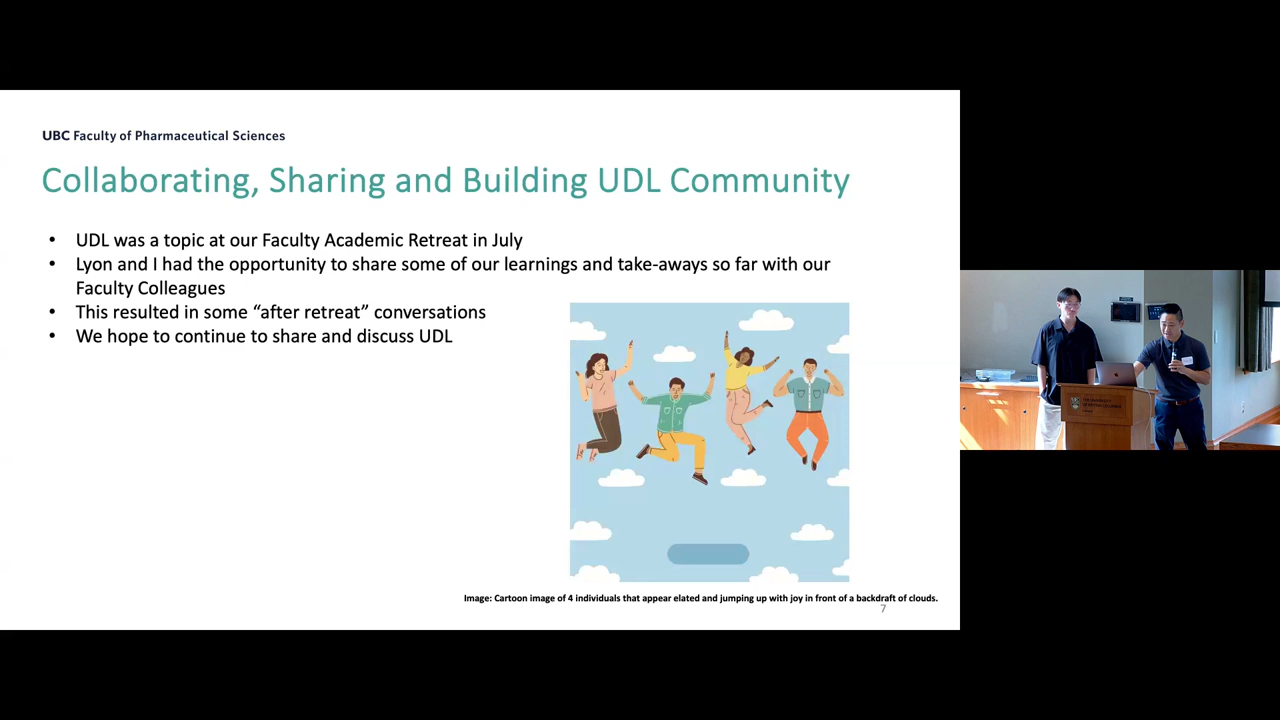 UBC Faculty of Pharmaceutical Sciences
Collaborating, Sharing and Building UDL Community
• UDL was a topic at our Faculty Academic Retreat in July
• Lyon and I had the opportunity to share some of our learnings and take-aways so far with our
Faculty Colleagues
• This resulted in some “after retreat” conversations
• We hope to continue to share and discuss UDL
Image: Cartoon image of 4 individuals that appear elated and jumping up with joy in front of a backdraft of clouds.
7